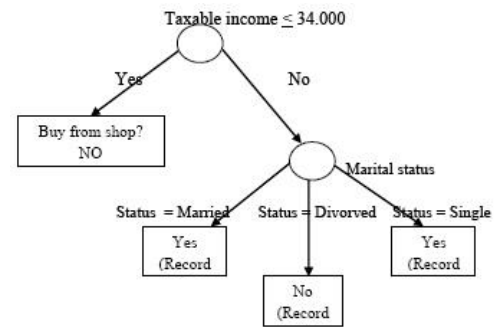 Taxable income ≤ 34.000
Yes
No
Buy from shop?
NO
Marital status
Status = Married
Status = Divorved
Status = Single
Yes
(Record
No
(Record
Yes
(Record